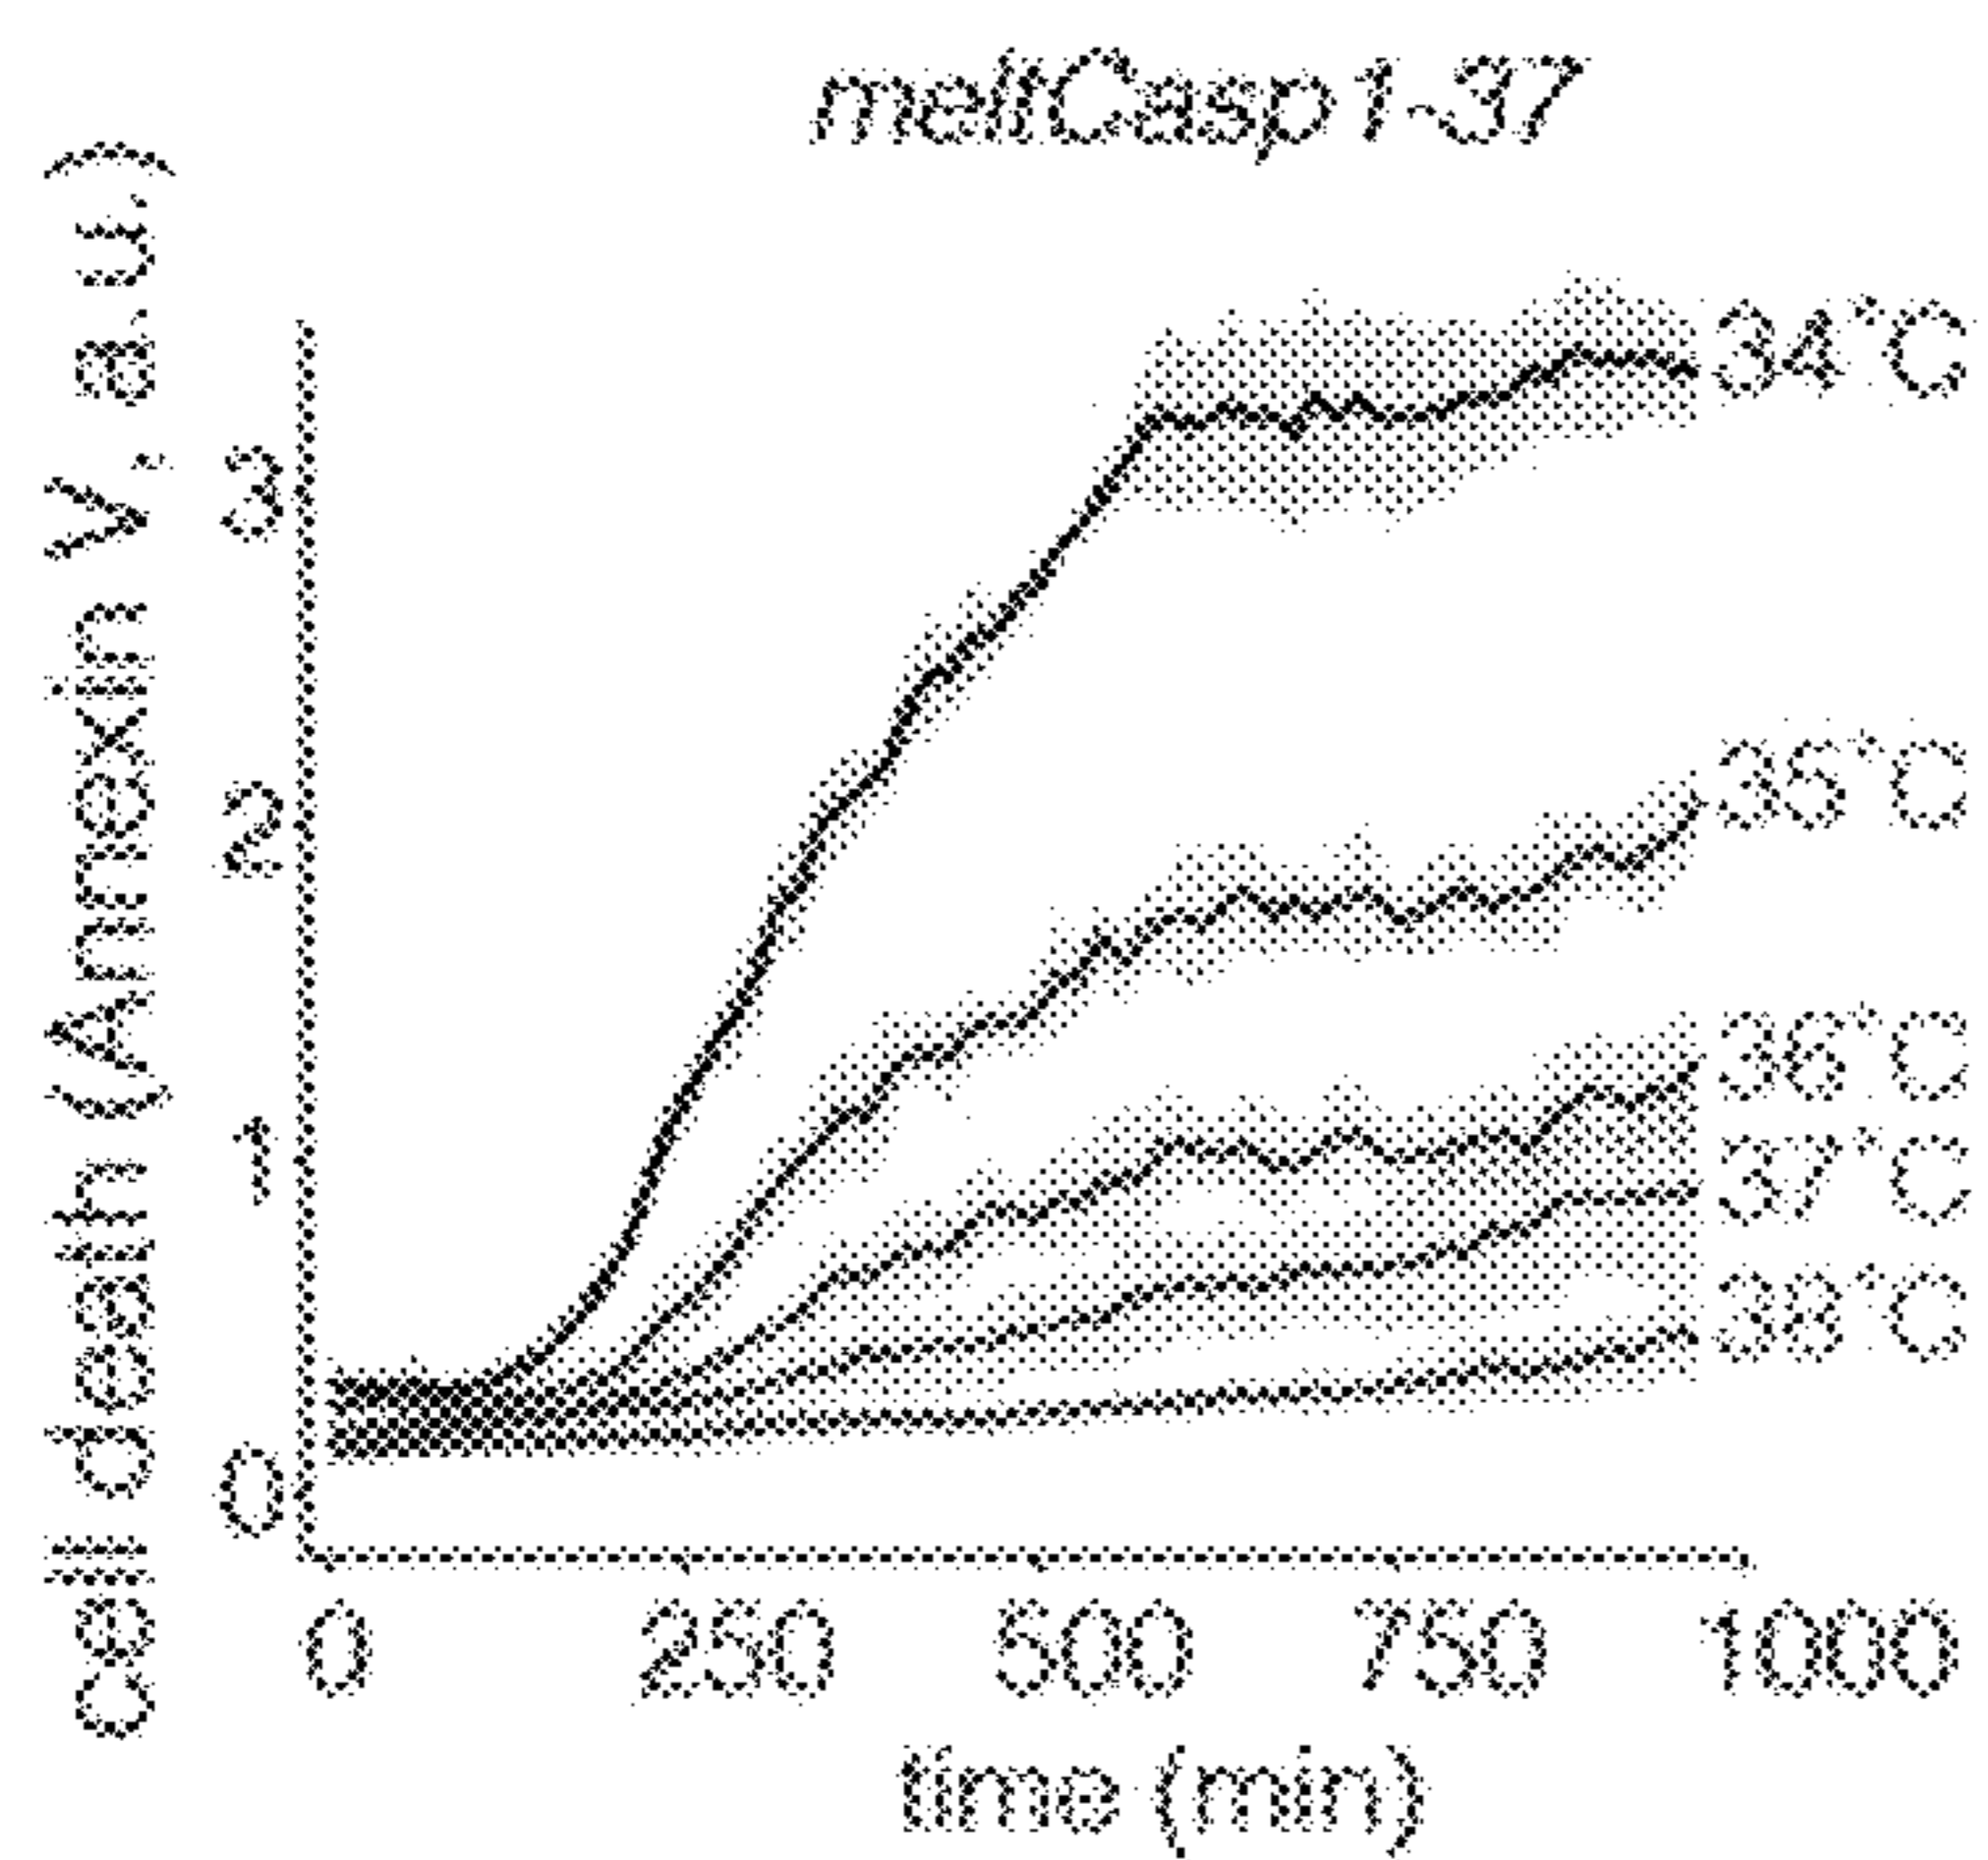 meltCasp1-37
cell death (Annexin V, a.u.)
3
2
1
0
34°C
35°C
36°C
37°C
38°C
0 250 500 750 1000
time (min)